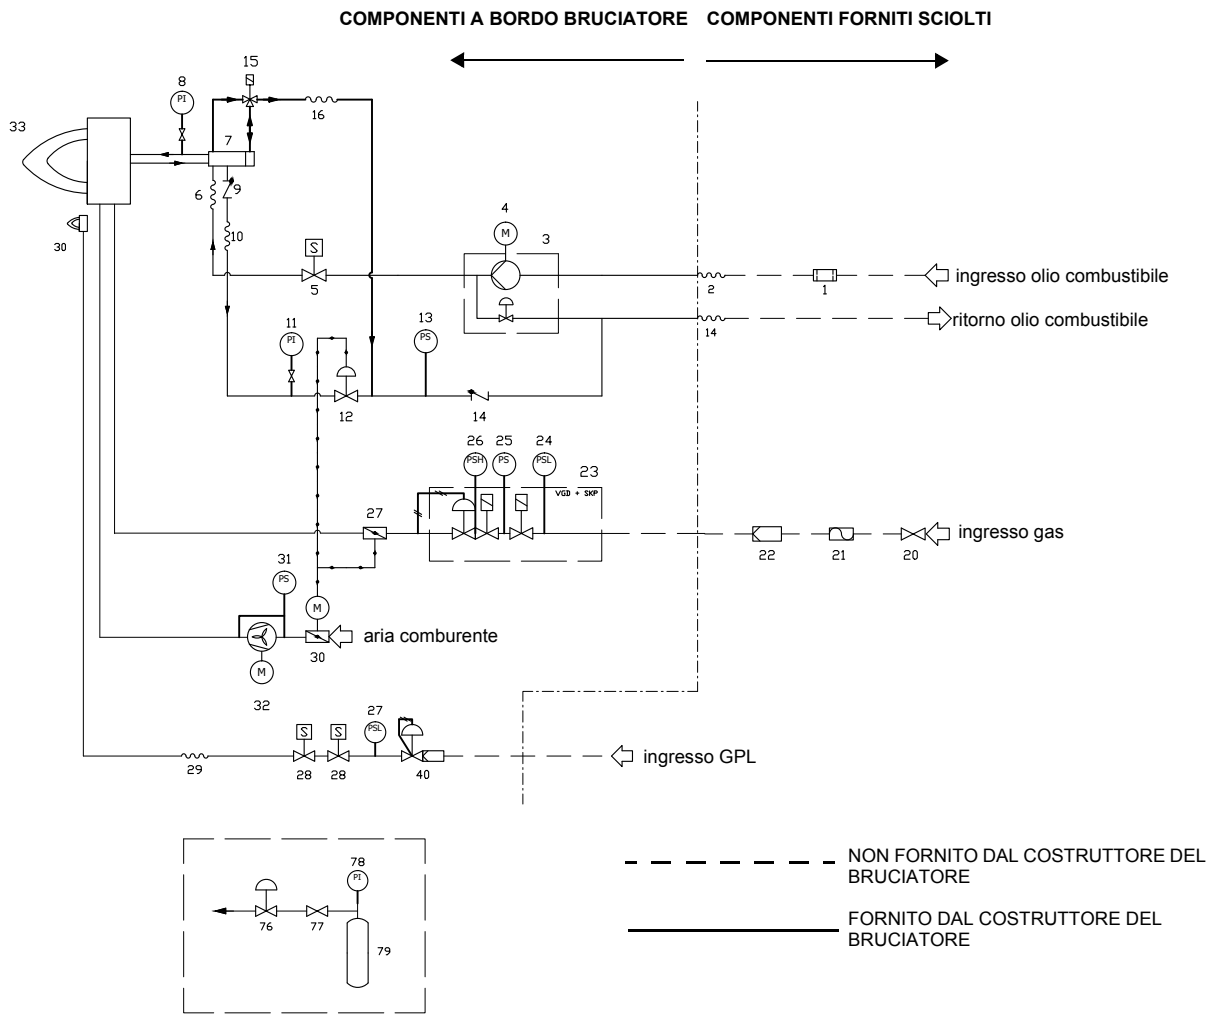 COMPONENTI A BORDO BRUCIATORE COMPONENTI FORNITI SCIOLTI
15
8
PI
16
33
7
6
9
4
M
3
10
30
S
5
2
1
ingresso olio combustibile
14
ritorno olio combustibile
11
PI
13
PS
12
14
26
25
24
PSH
PS
PSL
23
VGD + SKP
27
22
21
20
ingresso gas
31
PS
M
30
aria comburente
M
32
27
PSL
S
S
29
28
28
40
ingresso GPL
78
PI
76
77
79
NON FORNITO DAL COSTRUTTORE DEL
BRUCIATORE
FORNITO DAL COSTRUTTORE DEL
BRUCIATORE